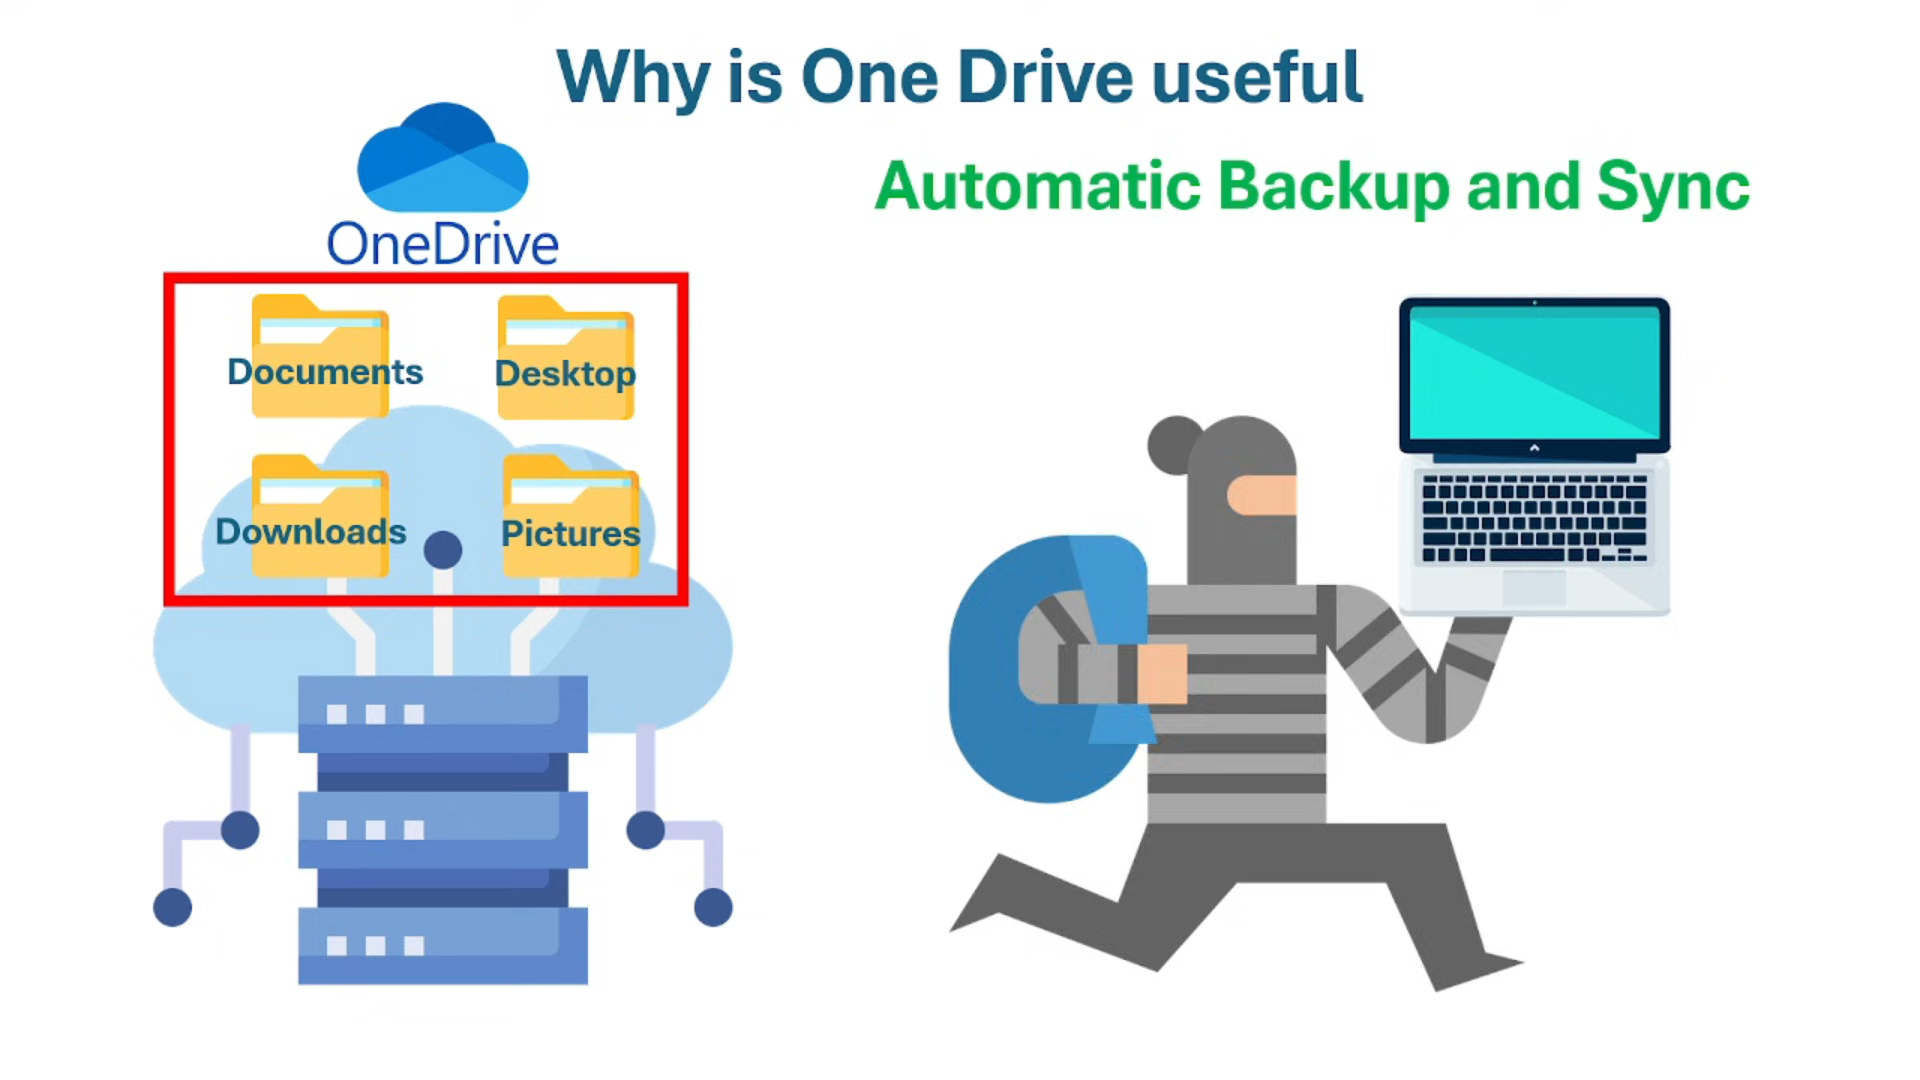 Why is One Drive useful
Automatic Backup and Sync
OneDrive
Documents
Desktop
Downloads
Pictures